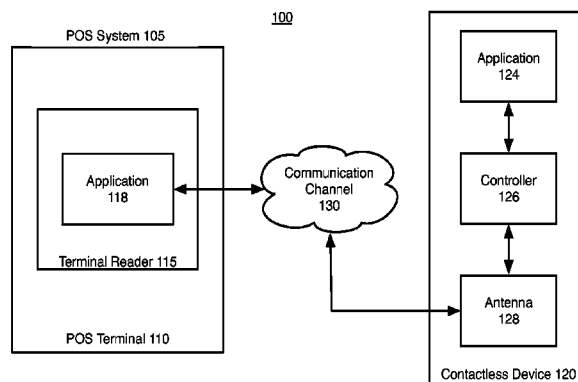 100
POS System 105
Application
118
Terminal Reader 115
POS Terminal 110
Communication
Channel
130
Application
124
Controller
126
Antenna
128
Contactless Device 120